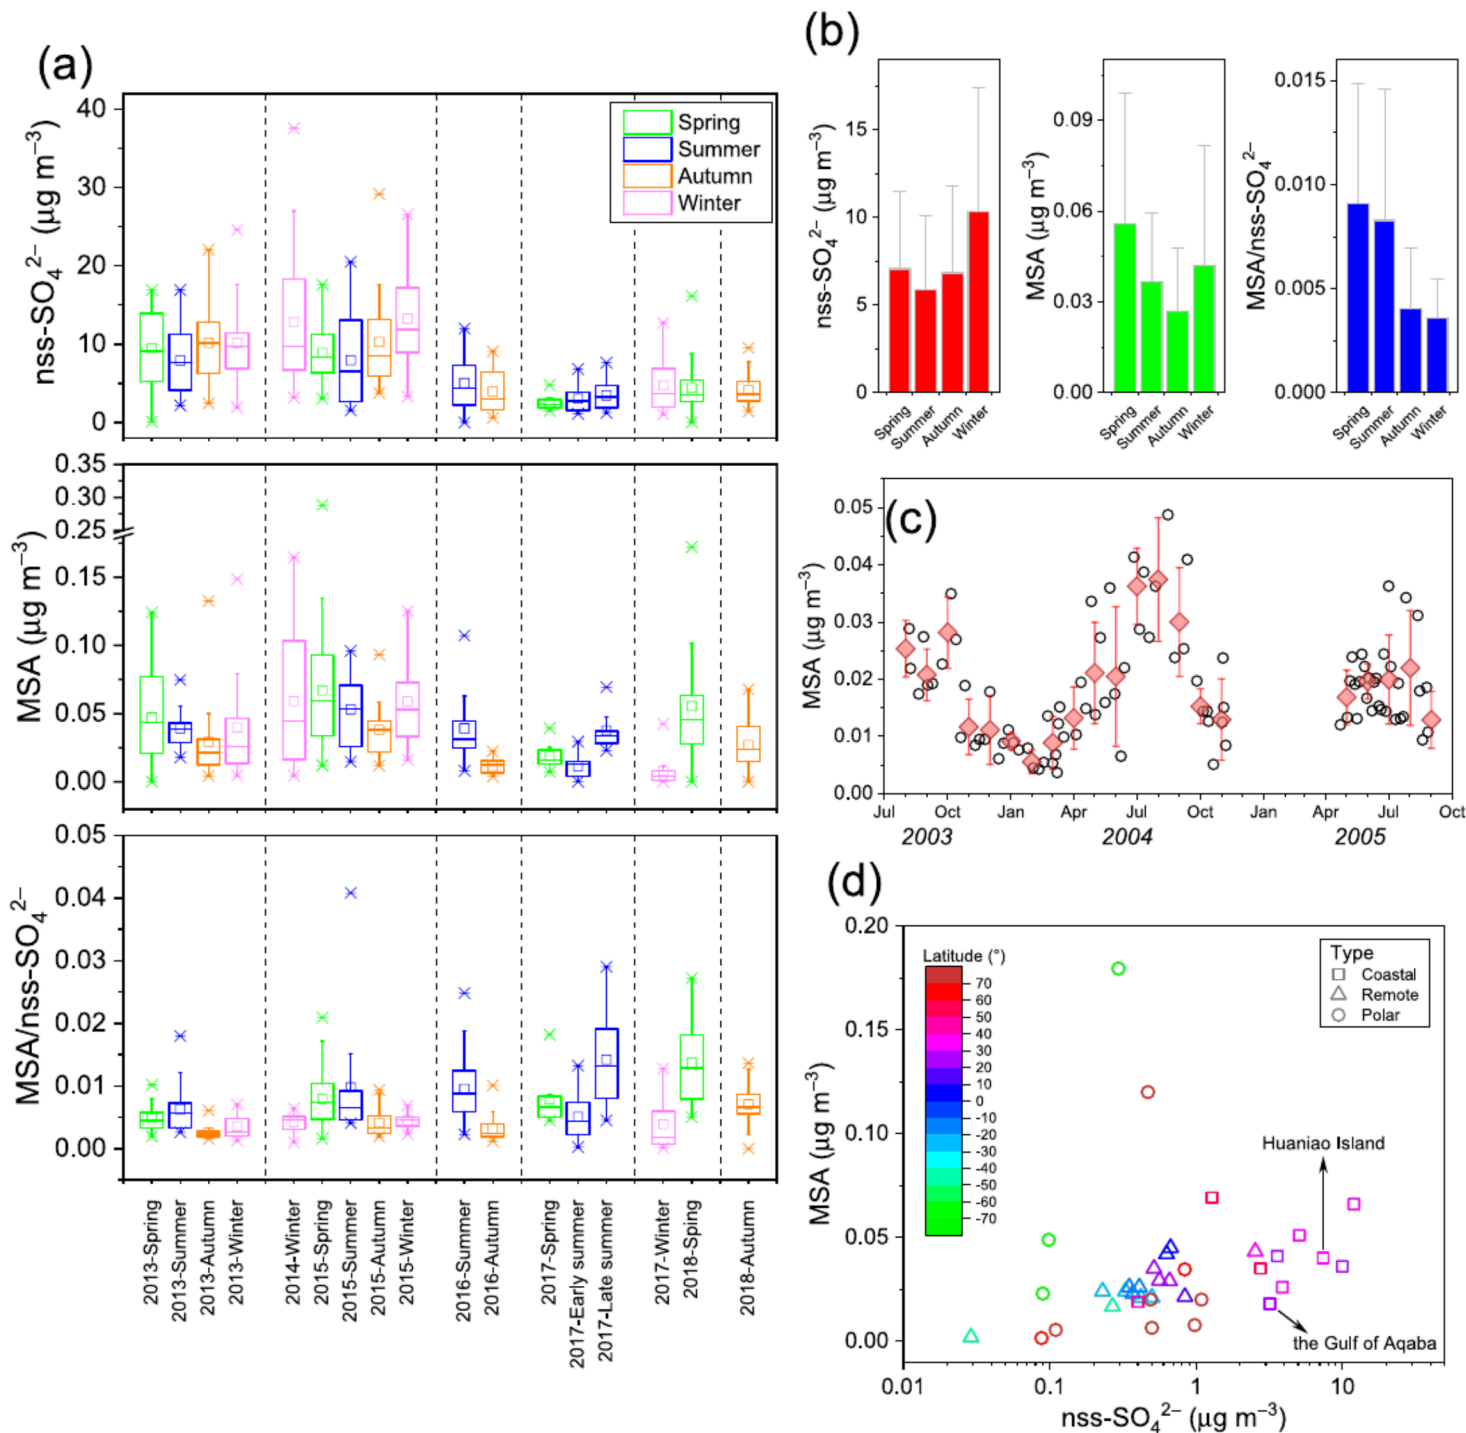 (a)
nss-SO₄²⁻ (µg m⁻³)
40
30
20
10
0
Spring
Summer
Autumn
Winter
MSA (µg m⁻³)
0.35
0.30
0.25
0.15
0.10
0.05
0.00
MSA/nss-SO₄²⁻
0.05
0.04
0.03
0.02
0.01
0.00
2013-Spring
2013-Summer
2013-Autumn
2013-Winter
2014-Winter
2015-Spring
2015-Summer
2015-Autumn
2015-Winter
2016-Summer
2016-Autumn
2017-Spring
2017-Early summer
2017-Late summer
2017-Winter
2018-Sping
2018-Autumn
(b)
nss-SO₄²⁻ (µg m⁻³)
15
10
5
0
Spring
Summer
Autumn
Winter
MSA (µg m⁻³)
0.09
0.06
0.03
0.00
Spring
Summer
Autumn
Winter
MSA/nss-SO₄²⁻
0.015
0.010
0.005
0.000
Spring
Summer
Autumn
Winter
(c)
MSA (µg m⁻³)
0.05
0.04
0.03
0.02
0.01
0.00
Jul Oct Jan Apr Jul Oct Jan Apr Jul Oct
2003 2004 2005
(d)
MSA (µg m⁻³)
0.20
0.15
0.10
0.05
0.00
Latitude (°)
70
60
50
40
30
20
10
0
-10
-20
-30
-40
-50
-60
-70
Type
Coastal
Remote
Polar
Huaniao Island
the Gulf of Aqaba
0.01 0.1 1 10
nss-SO₄²⁻ (µg m⁻³)